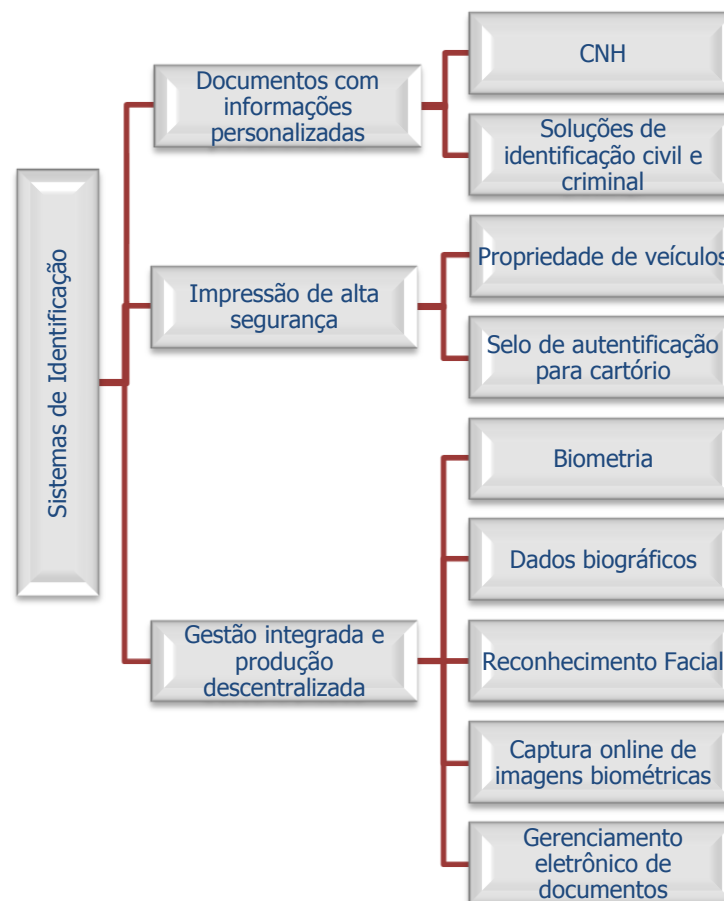 Sistemas de Identificação
Documentos com
informações
personalizadas
CNH
Soluções de
identificação civil e
criminal
Impressão de alta
segurança
Propriedade de veículos
Selo de autentificação
para cartório
Gestão integrada e
produção
descentralizada
Biometria
Dados biográficos
Reconhecimento Facial
Captura online de
imagens biométricas
Gerenciamento
eletrônico de
documentos